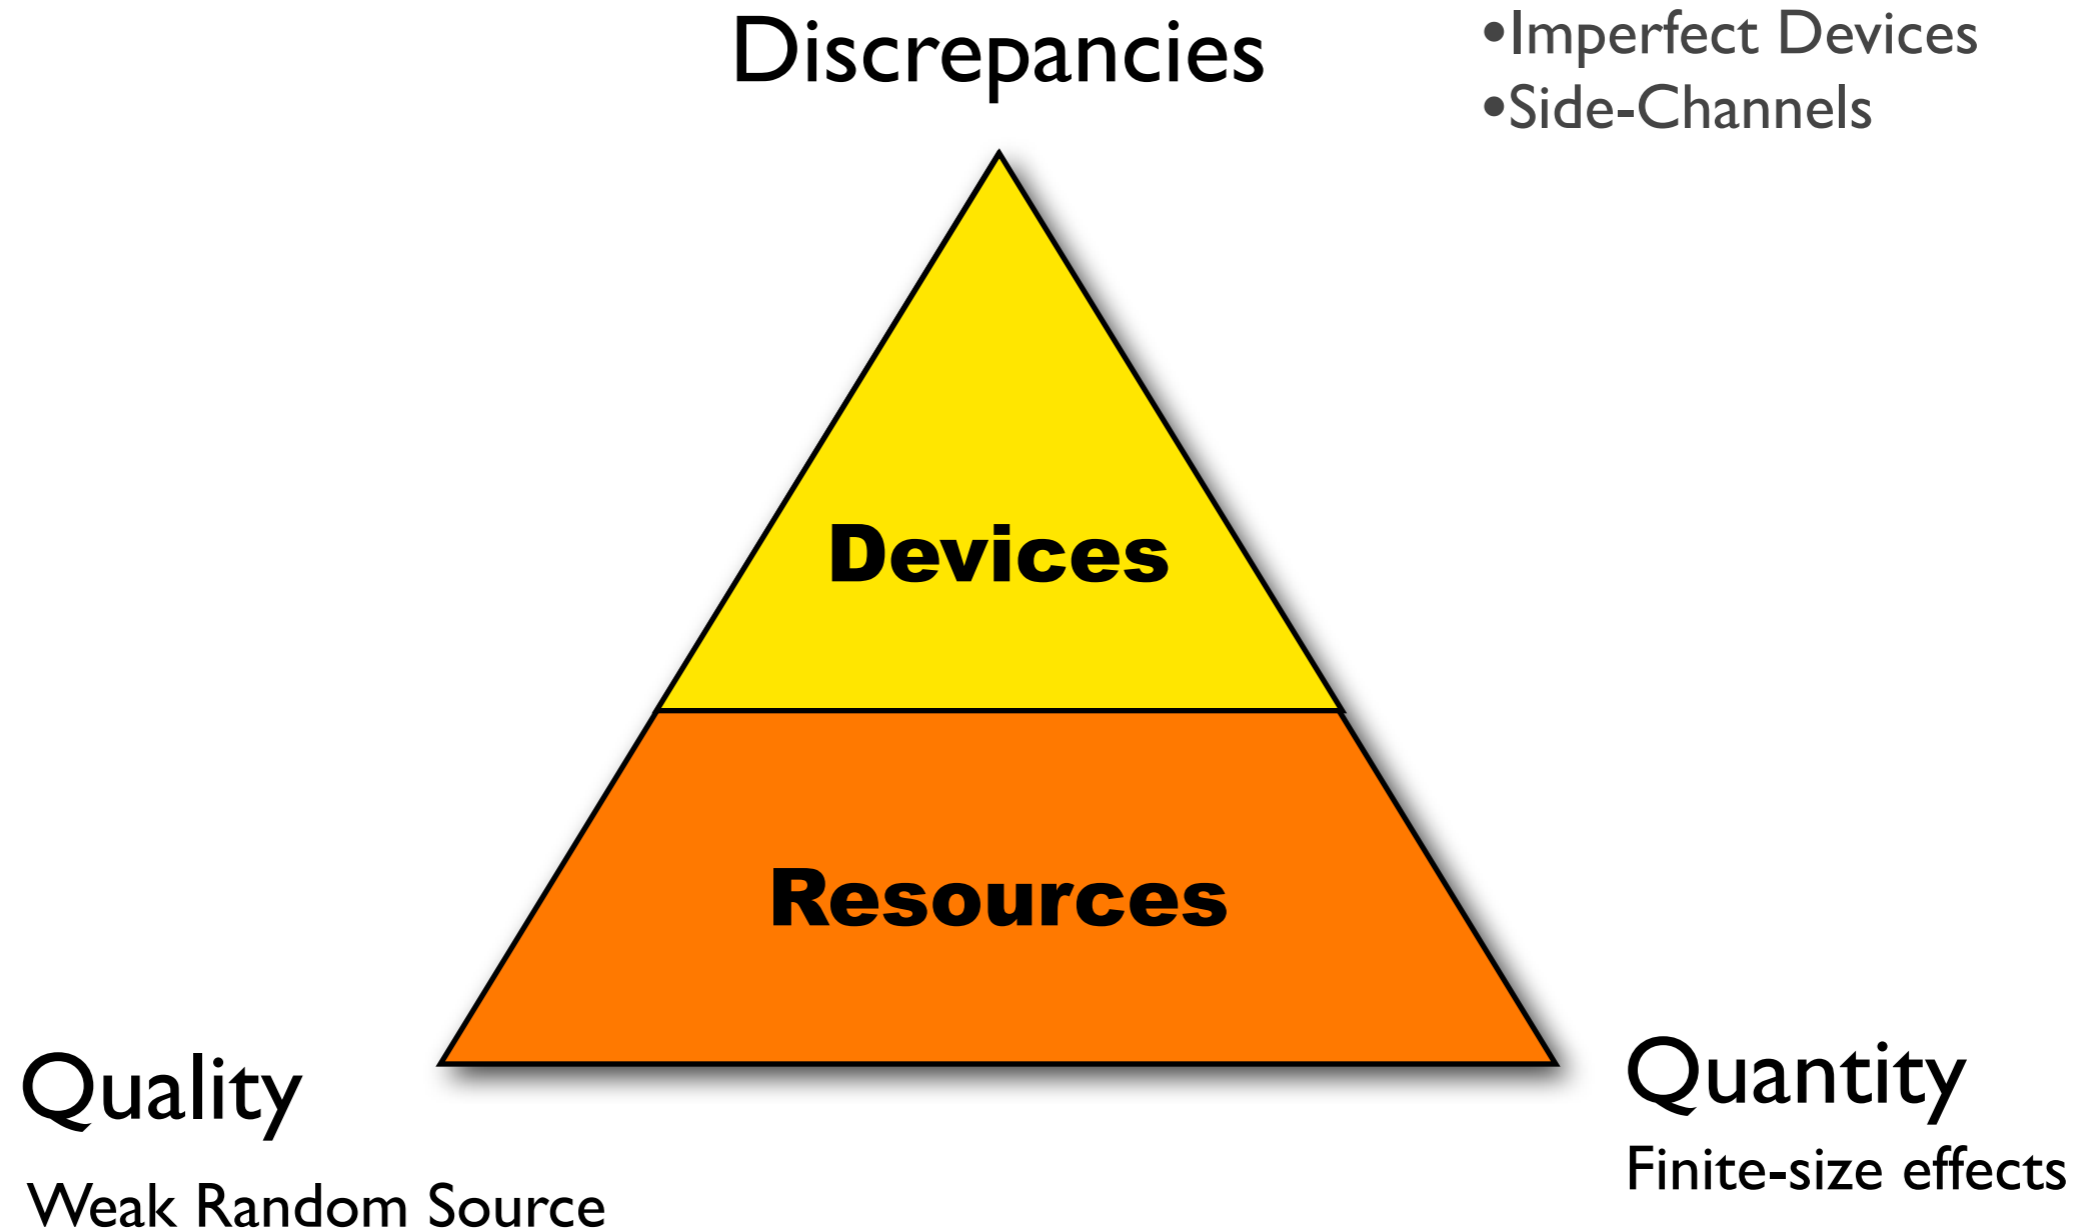 Discrepancies
•Imperfect Devices
•Side-Channels
Devices
Resources
Quality
Weak Random Source
Quantity
Finite-size effects